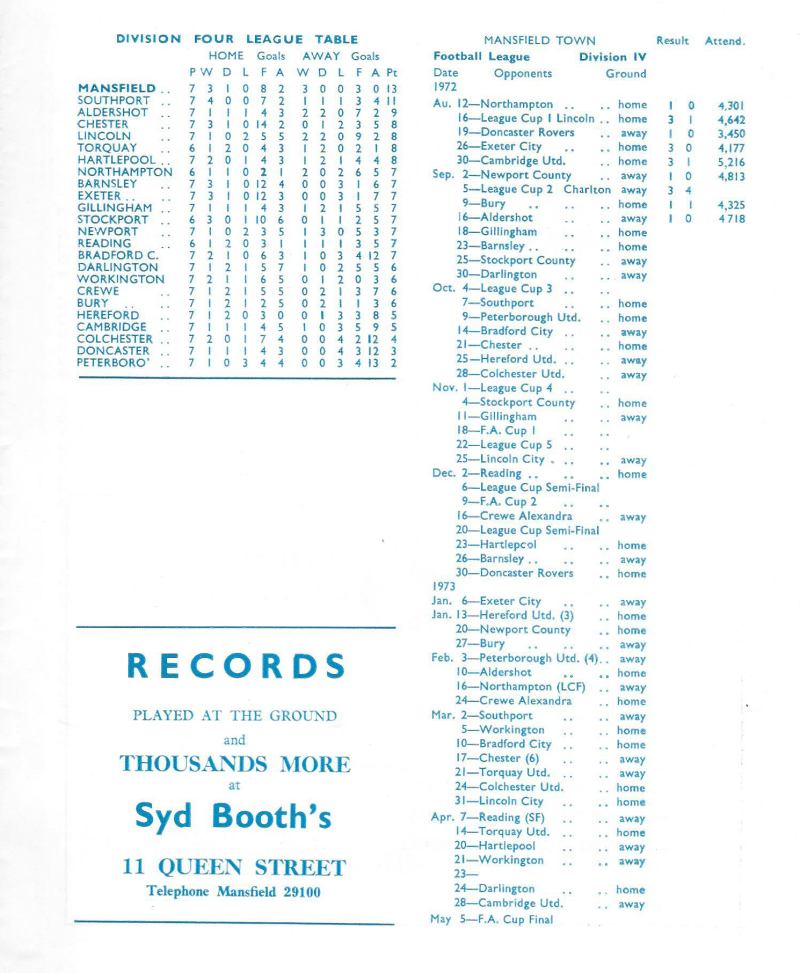 DIVISION FOUR LEAGUE TABLE
HOME Goals AWAY Goals
P W D L F A W D L F A Pt
MANSFIELD .. 7 3 1 0 8 2 3 0 0 3 0 13
SOUTHPORT .. 7 4 0 0 7 2 1 1 1 3 4 11
ALDERSHOT .. 7 1 1 1 4 3 2 2 0 7 2 9
CHESTER .. 7 3 1 0 14 2 0 1 2 3 5 8
LINCOLN .. 7 1 0 2 5 5 2 2 0 9 2 8
TORQUAY .. 6 1 2 0 4 3 1 2 0 2 1 8
HARTLEPOOL .. 7 2 0 1 4 3 1 2 1 4 4 8
NORTHAMPTON 6 1 1 0 2 1 2 0 2 6 5 7
BARNSLEY .. 7 3 1 0 12 4 0 0 3 1 6 7
EXETER .. .. 7 3 1 0 12 3 0 0 3 1 7 7
GILLINGHAM .. 7 1 1 1 4 3 1 2 1 5 5 7
STOCKPORT .. 6 3 0 1 10 6 0 1 1 2 5 7
NEWPORT .. 7 1 0 2 3 5 1 3 0 5 3 7
READING .. 6 1 2 0 3 1 1 1 1 3 5 7
BRADFORD C. 7 2 1 0 6 3 1 0 3 4 12 7
DARLINGTON 7 1 2 1 5 7 1 0 2 5 5 6
WORKINGTON 7 2 1 1 6 5 0 1 2 0 3 6
CREWE .. 7 1 2 1 5 5 0 2 1 3 7 6
BURY .. .. 7 1 2 1 2 5 0 2 1 1 3 6
HEREFORD .. 7 1 2 0 3 0 0 1 3 3 8 5
CAMBRIDGE .. 7 1 1 1 4 5 1 0 3 5 9 5
COLCHESTER .. 7 2 0 1 7 4 0 0 4 2 12 4
DONCASTER .. 7 1 1 1 4 3 0 0 4 3 12 3
PETERBORO' .. 7 1 0 3 4 4 0 0 3 4 13 2
RECORDS
PLAYED AT THE GROUND
and
THOUSANDS MORE
at
Syd Booth's
11 QUEEN STREET
Telephone Mansfield 29100
MANSFIELD TOWN Result Attend.
Football League Division IV
Date Opponents Ground
1972
Au. 12—Northampton .. .. home 1 0 4,301
16—League Cup 1 Lincoln .. home 3 1 4,642
19—Doncaster Rovers .. away 1 0 3,450
26—Exeter City .. .. home 3 0 4,177
30—Cambridge Utd. .. home 3 1 5,216
Sep. 2—Newport County .. away 1 0 4,813
5—League Cup 2 Charlton away 3 4
9—Bury .. .. .. home 1 1 4,325
16—Aldershot .. .. away 1 0 4718
18—Gillingham .. .. home
23—Barnsley .. .. .. home
25—Stockport County .. away
30—Darlington .. .. away
Oct. 4—League Cup 3 .. ..
7—Southport .. .. home
9—Peterborough Utd. .. home
14—Bradford City .. .. away
21—Chester .. .. .. home
25—Hereford Utd. .. .. away
28—Colchester Utd. .. away
Nov. 1—League Cup 4 .. ..
4—Stockport County .. home
11—Gillingham .. .. away
18—F.A. Cup 1 .. ..
22—League Cup 5 .. ..
25—Lincoln City . .. .. away
Dec. 2—Reading .. .. .. home
6—League Cup Semi-Final
9—F.A. Cup 2 .. ..
16—Crewe Alexandra .. away
20—League Cup Semi-Final
23—Hartlepool .. .. home
26—Barnsley .. .. .. away
30—Doncaster Rovers .. home
1973
Jan. 6—Exeter City .. .. away
Jan. 13—Hereford Utd. (3) .. home
20—Newport County .. home
27—Bury .. .. .. away
Feb. 3—Peterborough Utd. (4) .. away
10—Aldershot .. .. home
16—Northampton (LCF) .. away
24—Crewe Alexandra .. home
Mar. 2—Southport .. .. away
5—Workington .. .. home
10—Bradford City .. .. home
17—Chester (6) .. .. away
21—Torquay Utd. .. .. away
24—Colchester Utd. .. home
31—Lincoln City .. .. home
Apr. 7—Reading (SF) .. .. away
14—Torquay Utd. .. .. home
20—Hartlepool .. .. away
21—Workington .. .. away
23—
24—Darlington .. .. home
28—Cambridge Utd. .. away
May 5—F.A. Cup Final